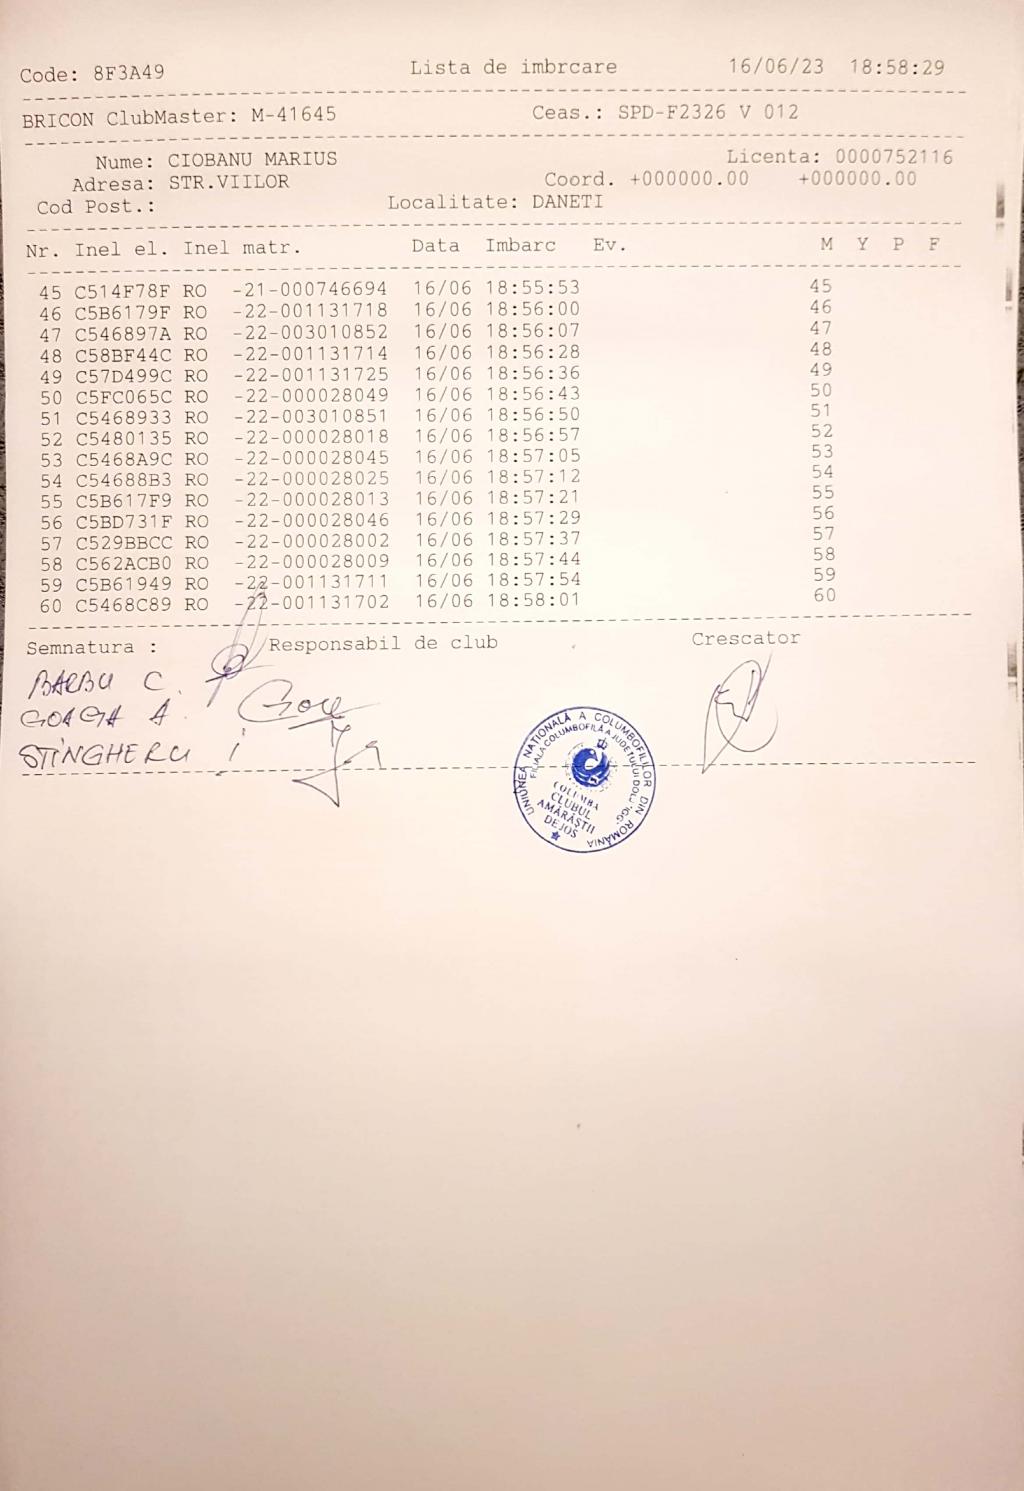 Code: 8F3A49 Lista de imbrcare 16/06/23 18:58:29
BRICON ClubMaster: M-41645 Ceas.: SPD-F2326 V 012
Nume: CIOBANU MARIUS Licenta: 0000752116
Adresa: STR.VIILOR Coord. +000000.00 +000000.00
Cod Post.: Localitate: DANETI
Nr. Inel el. Inel matr. Data Imbarc Ev. M Y P F
45 C514F78F RO -21-000746694 16/06 18:55:53 45
46 C5B6179F RO -22-001131718 16/06 18:56:00 46
47 C546897A RO -22-003010852 16/06 18:56:07 47
48 C58BF44C RO -22-001131714 16/06 18:56:28 48
49 C57D499C RO -22-001131725 16/06 18:56:36 49
50 C5FC065C RO -22-000028049 16/06 18:56:43 50
51 C5468933 RO -22-003010851 16/06 18:56:50 51
52 C5480135 RO -22-000028018 16/06 18:56:57 52
53 C5468A9C RO -22-000028045 16/06 18:57:05 53
54 C54688B3 RO -22-000028025 16/06 18:57:12 54
55 C5B617F9 RO -22-000028013 16/06 18:57:21 55
56 C5BD731F RO -22-000028046 16/06 18:57:29 56
57 C529BBCC RO -22-000028002 16/06 18:57:37 57
58 C562ACB0 RO -22-000028009 16/06 18:57:44 58
59 C5B61949 RO -22-001131711 16/06 18:57:54 59
60 C5468C89 RO -22-001131702 16/06 18:58:01 60
Semnatura : Responsabil de club Crescator
BARBU C.
GOAGA A.
STINGHERU I
UNIUNEA NAȚIONALĂ A COLUMBOFILILOR DIN ROMÂNIA
FILIALA COLUMBOFILĂ A JUDEȚULUI DOLJ
COLUMBA
CLUBUL
AMĂRĂȘTII
DE JOS